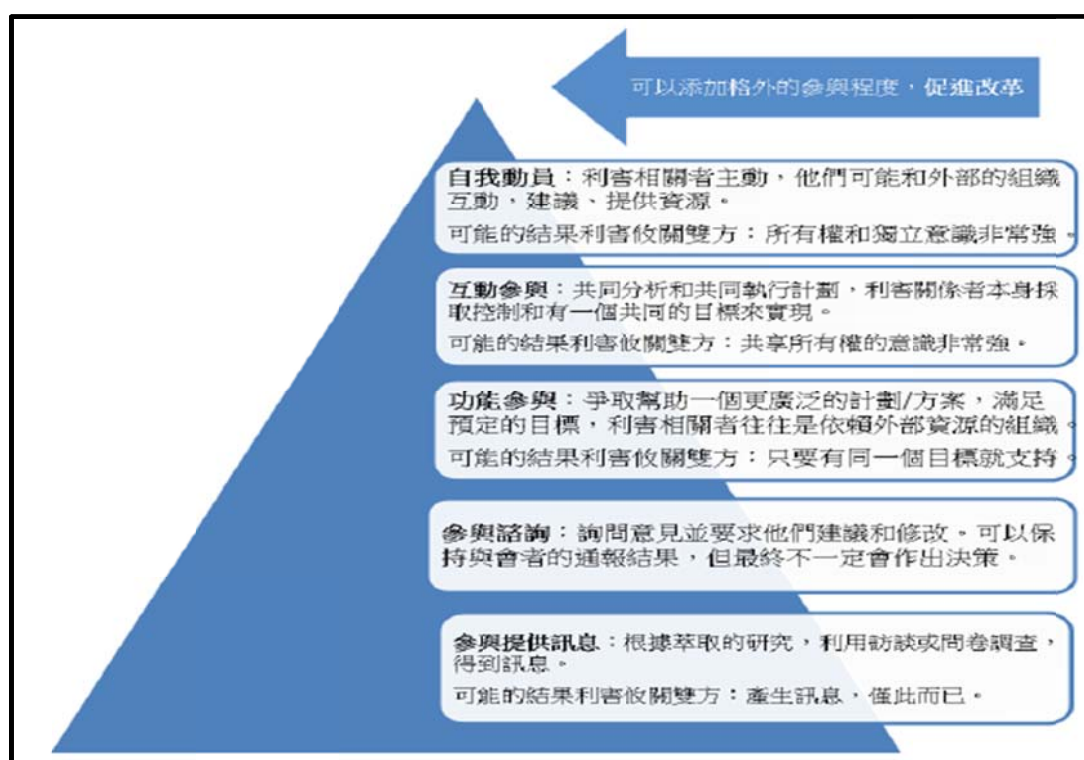 可以添加格外的參與程度，促進改革
自我動員：利害相關者主動，他們可能和外部的組織
互動，建議、提供資源。
可能的結果利害攸關雙方：所有權和獨立意識非常強。
互動參與：共同分析和共同執行計劃，利害關係者本身採
取控制和有一個共同的目標來實現。
可能的結果利害攸關雙方：共享所有權的意識非常強。
功能參與：爭取幫助一個更廣泛的計劃/方案，滿足
預定的目標，利害相關者往往是依賴外部資源的組織。
可能的結果利害攸關雙方：只要有同一個目標就支持。
參與諮詢：詢問意見並要求他們建議和修改。可以保
持與會者的通報結果，但最終不一定會作出決策。
參與提供訊息：根據萃取的研究，利用訪談或問卷調查，
得到訊息。
可能的結果利害攸關雙方：產生訊息，僅此而已。